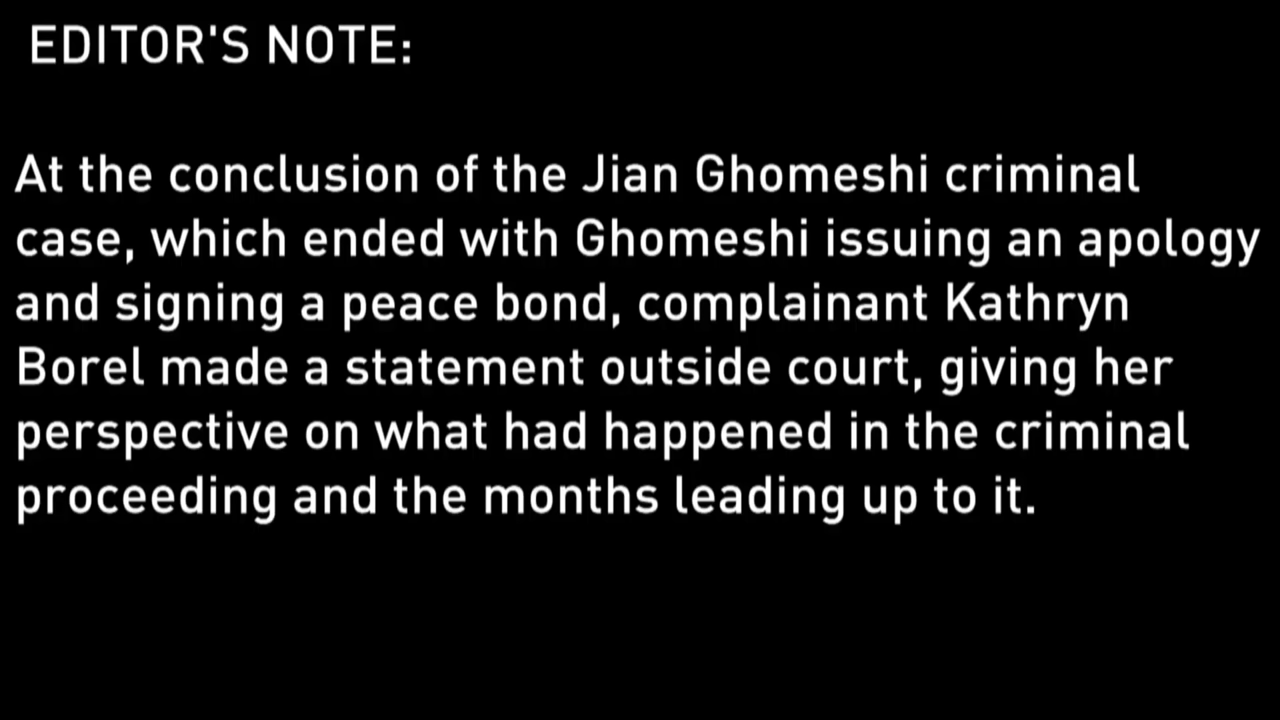 EDITOR'S NOTE:
At the conclusion of the Jian Ghomeshi criminal
case, which ended with Ghomeshi issuing an apology
and signing a peace bond, complainant Kathryn
Borel made a statement outside court, giving her
perspective on what had happened in the criminal
proceeding and the months leading up to it.